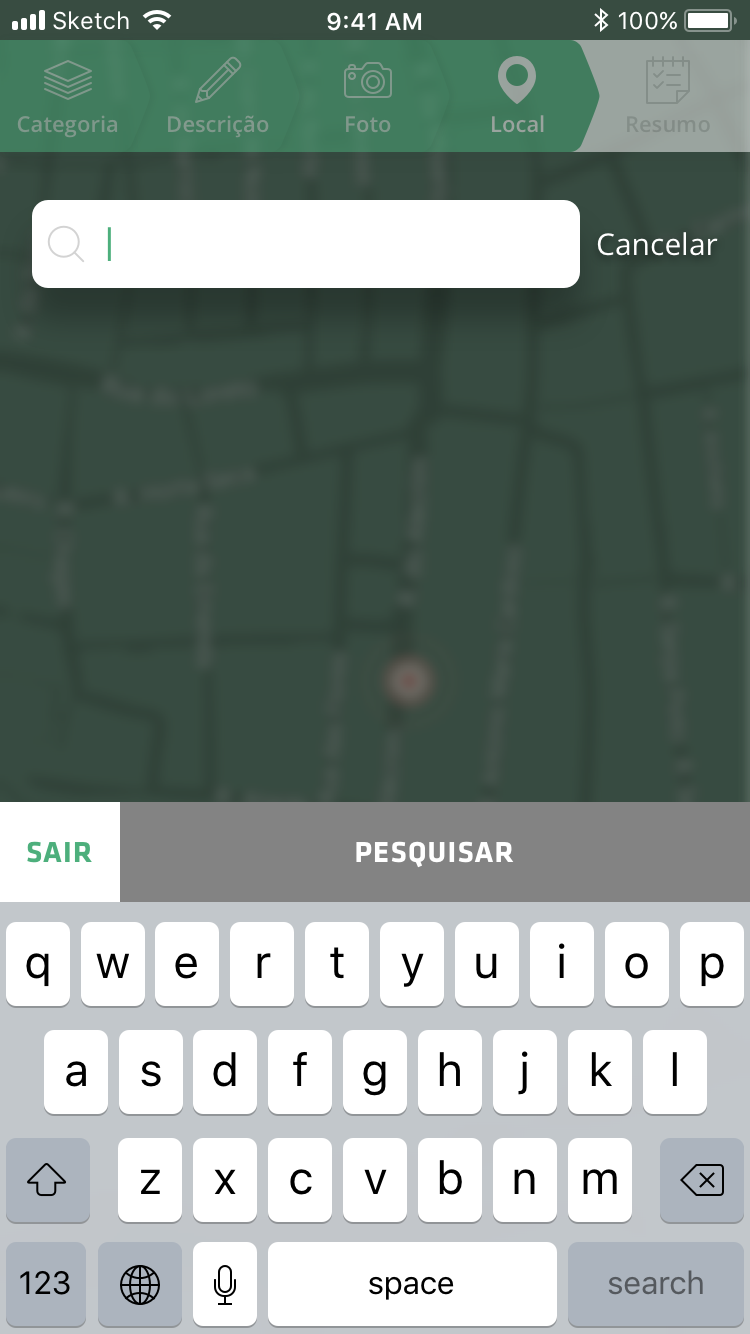 Sketch 9:41 AM 100%
Categoria Descrição Foto Local Resumo
Cancelar
SAIR PESQUISAR
q w e r t y u i o p
a s d f g h j k l
z x c v b n m
123 space search